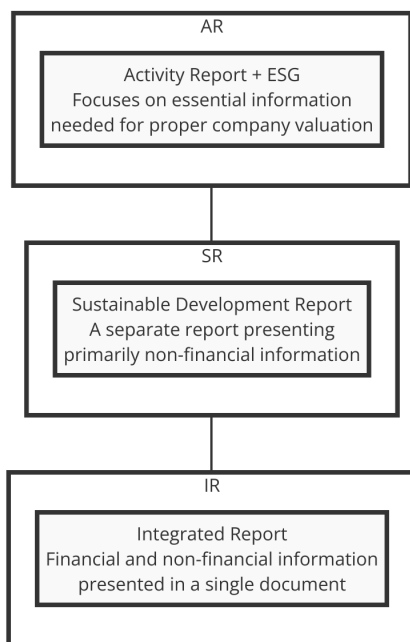 AR
Activity Report + ESG
Focuses on essential information
needed for proper company valuation
SR
Sustainable Development Report
A separate report presenting
primarily non-financial information
IR
Integrated Report
Financial and non-financial information
presented in a single document